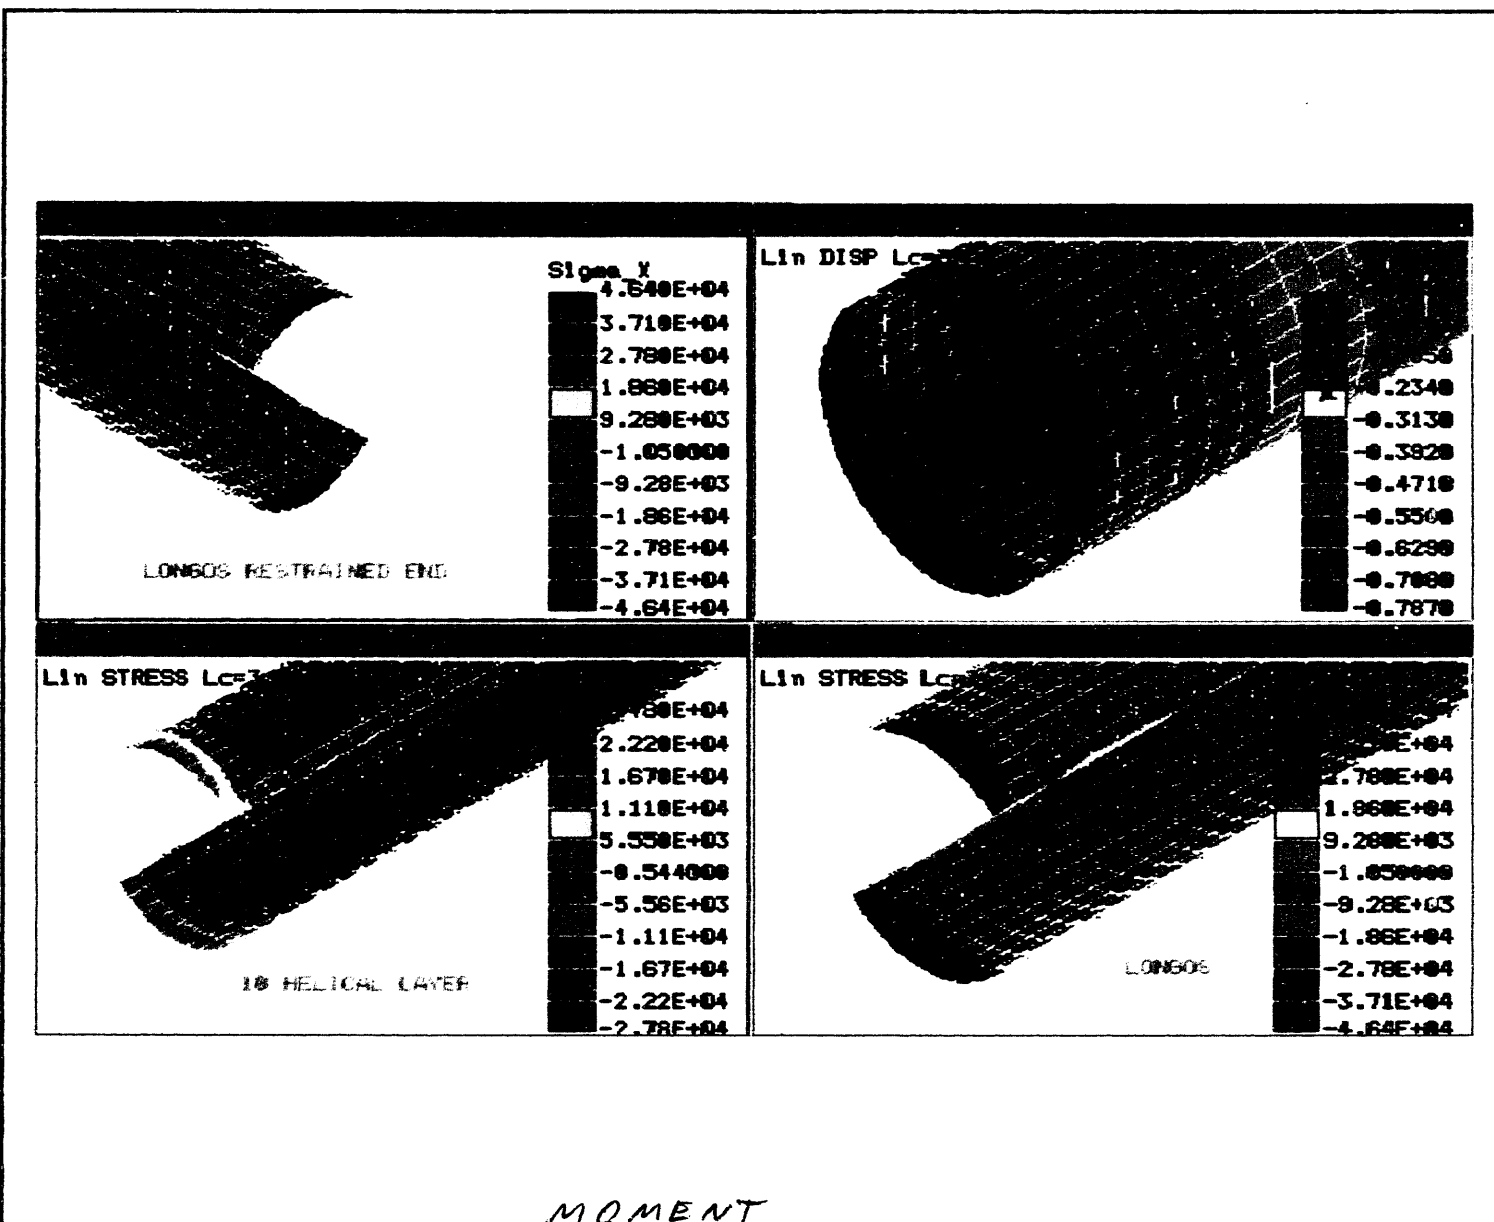 Sigma_X
4.640E+04
3.710E+04
2.780E+04
1.860E+04
9.280E+03
-1.050000
-9.28E+03
-1.86E+04
-2.78E+04
-3.71E+04
-4.64E+04
LONGOS RESTRAINED END
Lin DISP
-0.2340
-0.3130
-0.3920
-0.4710
-0.5500
-0.6290
-0.7080
-0.7870
Lin STRESS Lc=3
2.220E+04
1.670E+04
1.110E+04
5.550E+03
-0.544000
-5.56E+03
-1.11E+04
-1.67E+04
-2.22E+04
-2.78E+04
10 HELICAL LAYER
Lin STRESS
1.860E+04
9.280E+03
-1.050000
-9.28E+03
-1.86E+04
-2.78E+04
-3.71E+04
-4.64E+04
LONGOS
MOMENT